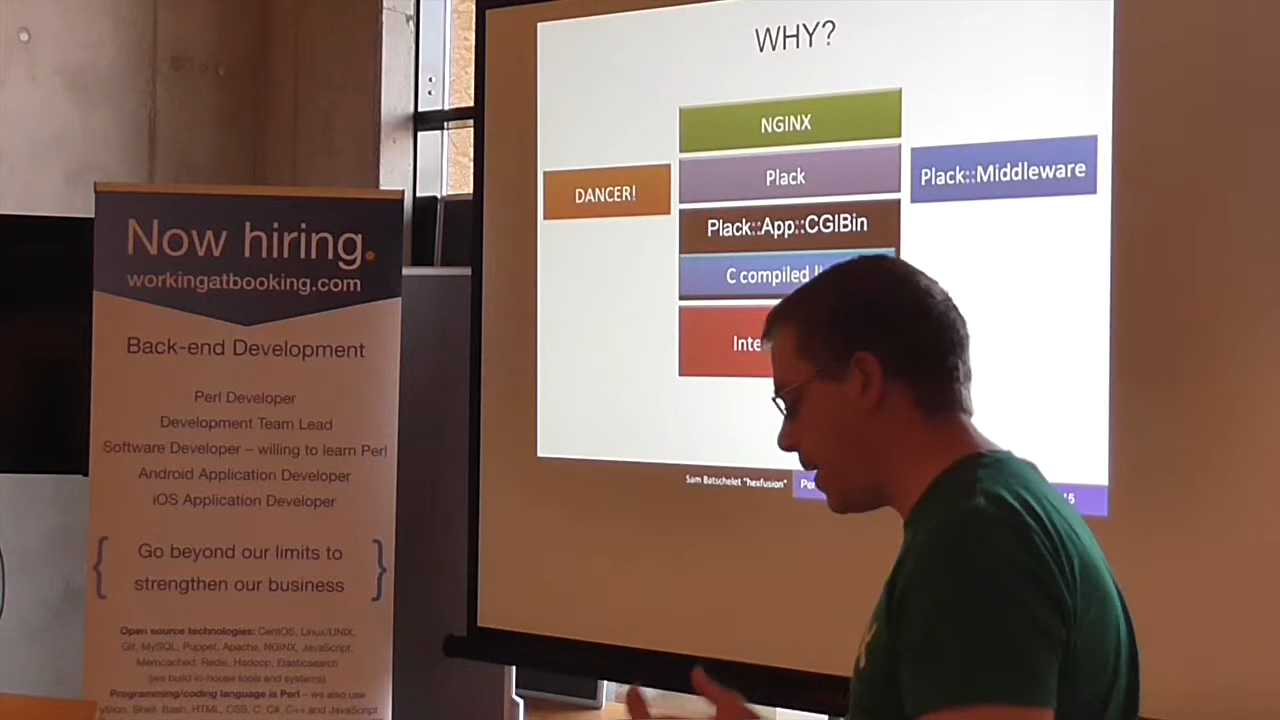 Now hiring.
workingatbooking.com
Back-end Development
Perl Developer
Development Team Lead
Software Developer – willing to learn Perl
Android Application Developer
iOS Application Developer
{ Go beyond our limits to
strengthen our business }
Open source technologies: CentOS, Linux/UNIX,
Git, MySQL, Puppet, Apache, NGINX, JavaScript,
Memcached, Redis, Hadoop, Elasticsearch
(we build in-house tools and systems)
Programming/coding language is Perl – we also use
ython, Shell, Bash, HTML, CSS, C, C#, C++ and JavaScript
WHY?
NGINX
DANCER!
Plack
Plack::Middleware
Plack::App::CGIBin
C compiled
Inte
Sam Batschelet "hexfusion"
Pe
15